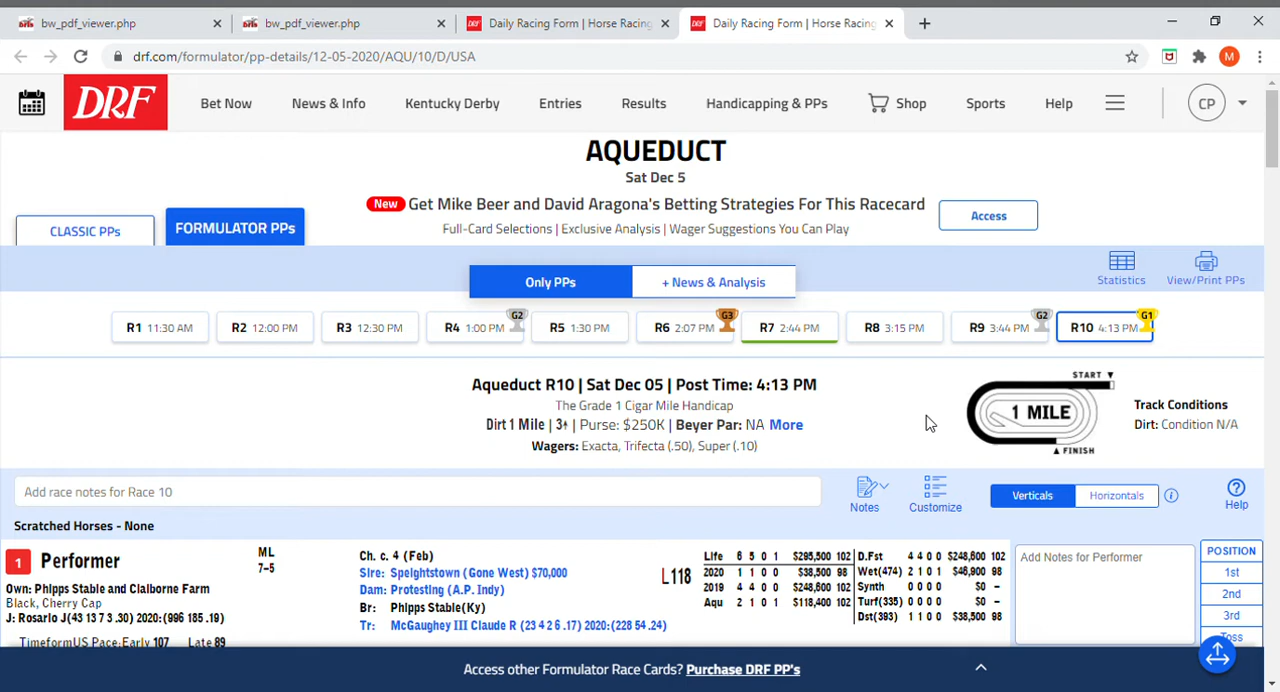 bw_pdf_viewer.php
bw_pdf_viewer.php
Daily Racing Form | Horse Racing
Daily Racing Form | Horse Racing
drf.com/formulator/pp-details/12-05-2020/AQU/10/D/USA
M
DRF
Bet Now
News & Info
Kentucky Derby
Entries
Results
Handicapping & PPs
Shop
Sports
Help
CP
AQUEDUCT
Sat Dec 5
New Get Mike Beer and David Aragona's Betting Strategies For This Racecard
Full-Card Selections | Exclusive Analysis | Wager Suggestions You Can Play
Access
CLASSIC PPs
FORMULATOR PPs
Only PPs
+ News & Analysis
Statistics
View/Print PPs
R1 11:30 AM
R2 12:00 PM
R3 12:30 PM
R4 1:00 PM G2
R5 1:30 PM
R6 2:07 PM G3
R7 2:44 PM
R8 3:15 PM
R9 3:44 PM G2
R10 4:13 PM G1
Aqueduct R10 | Sat Dec 05 | Post Time: 4:13 PM
The Grade 1 Cigar Mile Handicap
Dirt 1 Mile | 3↑ | Purse: $250K | Beyer Par: NA More
Wagers: Exacta, Trifecta (.50), Super (.10)
START ▼
1 MILE
▲ FINISH
Track Conditions
Dirt: Condition N/A
Add race notes for Race 10
Notes
Customize
Verticals
Horizontals
Help
Scratched Horses - None
1 Performer
ML
7-5
Own: Phipps Stable and Claiborne Farm
Black, Cherry Cap
J: Rosario J(43 13 7 3 .30) 2020:(996 185 .19)
TimeformUS Pace: Early 107 Late 89
Ch. c. 4 (Feb)
Sire: Speightstown (Gone West) $70,000
Dam: Protesting (A.P. Indy)
Br: Phipps Stable(Ky)
Tr: McGaughey III Claude R (23 4 2 6 .17) 2020:(228 54 .24)
L118
Life 6 5 0 1 $295,500 102
2020 1 1 0 0 $38,500 98
2019 4 4 0 0 $248,600 102
Aqu 2 1 0 1 $118,400 102
D.Fst 4 4 0 0 $248,600 102
Wet(474) 2 1 0 1 $46,900 98
Synth 0 0 0 0 $0 -
Turf(335) 0 0 0 0 $0 -
Dst(393) 1 1 0 0 $38,500 98
Add Notes for Performer
POSITION
1st
2nd
3rd
Toss
Access other Formulator Race Cards? Purchase DRF PP's